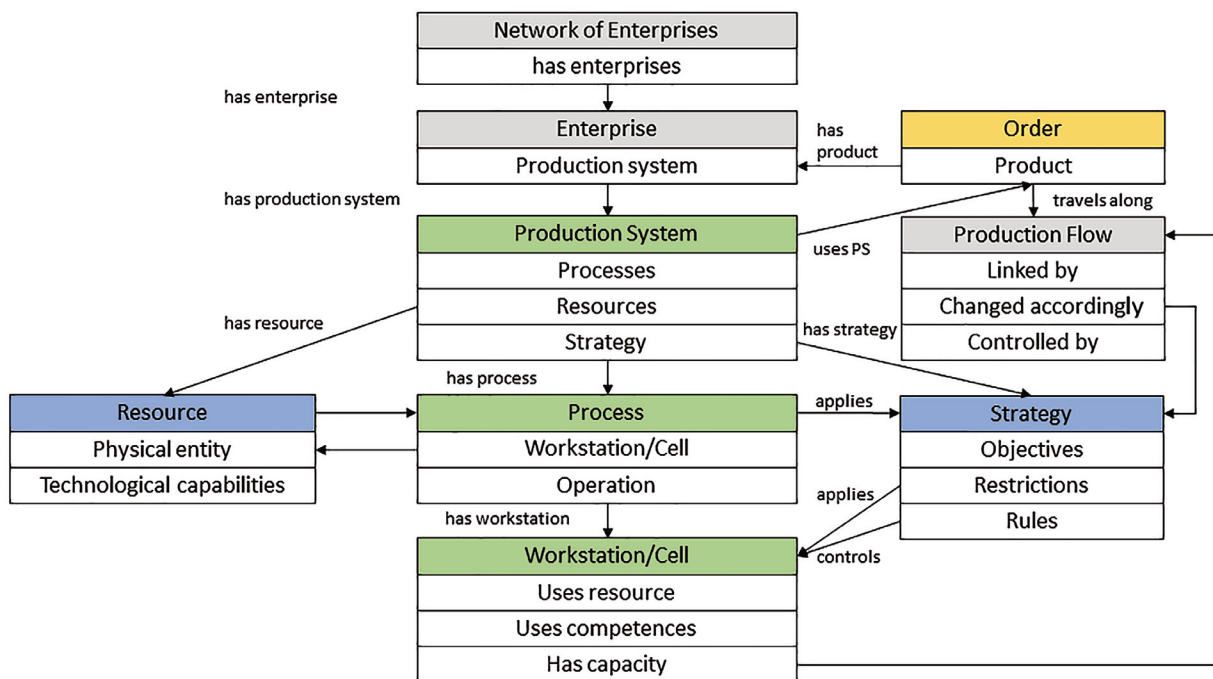 Network of Enterprises
has enterprises
has enterprise
Enterprise
Production system
has
product
Order
Product
has production system
travels along
Production System
Processes
Resources
Strategy
uses PS
Production Flow
Linked by
Changed accordingly
Controlled by
has resource
has strategy
has process
Resource
Physical entity
Technological capabilities
Process
Workstation/Cell
Operation
applies
Strategy
Objectives
Restrictions
Rules
has workstation
applies
controls
Workstation/Cell
Uses resource
Uses competences
Has capacity